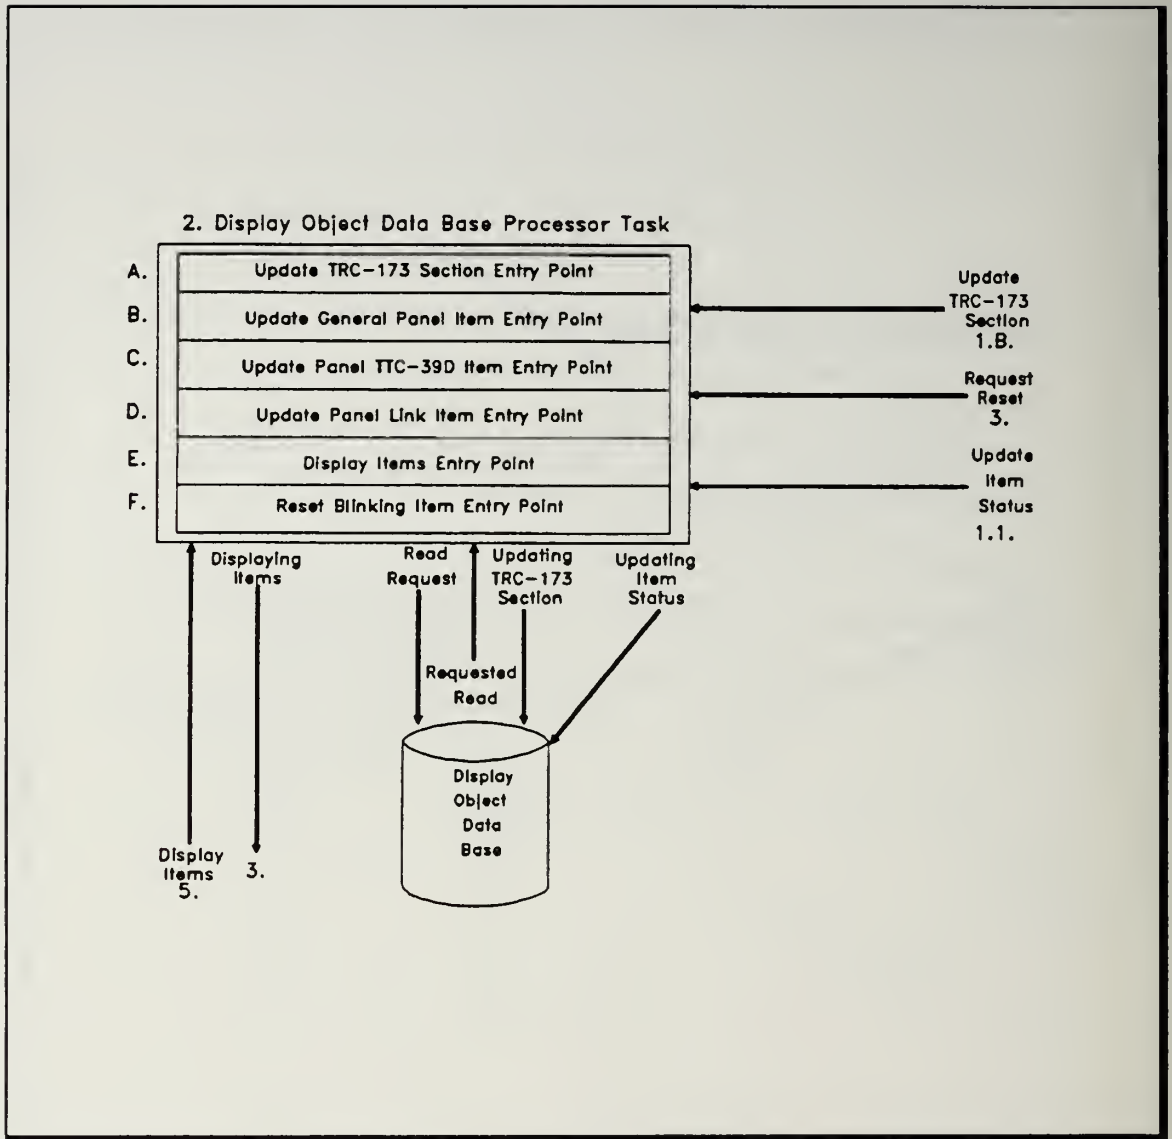 2. Display Object Data Base Processor Task
A. Update TRC-173 Section Entry Point
B. Update General Panel Item Entry Point
C. Update Panel TTC-39D Item Entry Point
D. Update Panel Link Item Entry Point
E. Display Items Entry Point
F. Reset Blinking Item Entry Point
Update
TRC-173
Section
1.B.
Request
Reset
3.
Update
Item
Status
1.1.
Displaying
Items
Read
Request
Updating
TRC-173
Section
Updating
Item
Status
Requested
Read
Display
Object
Data
Base
Display
Items
5.
3.